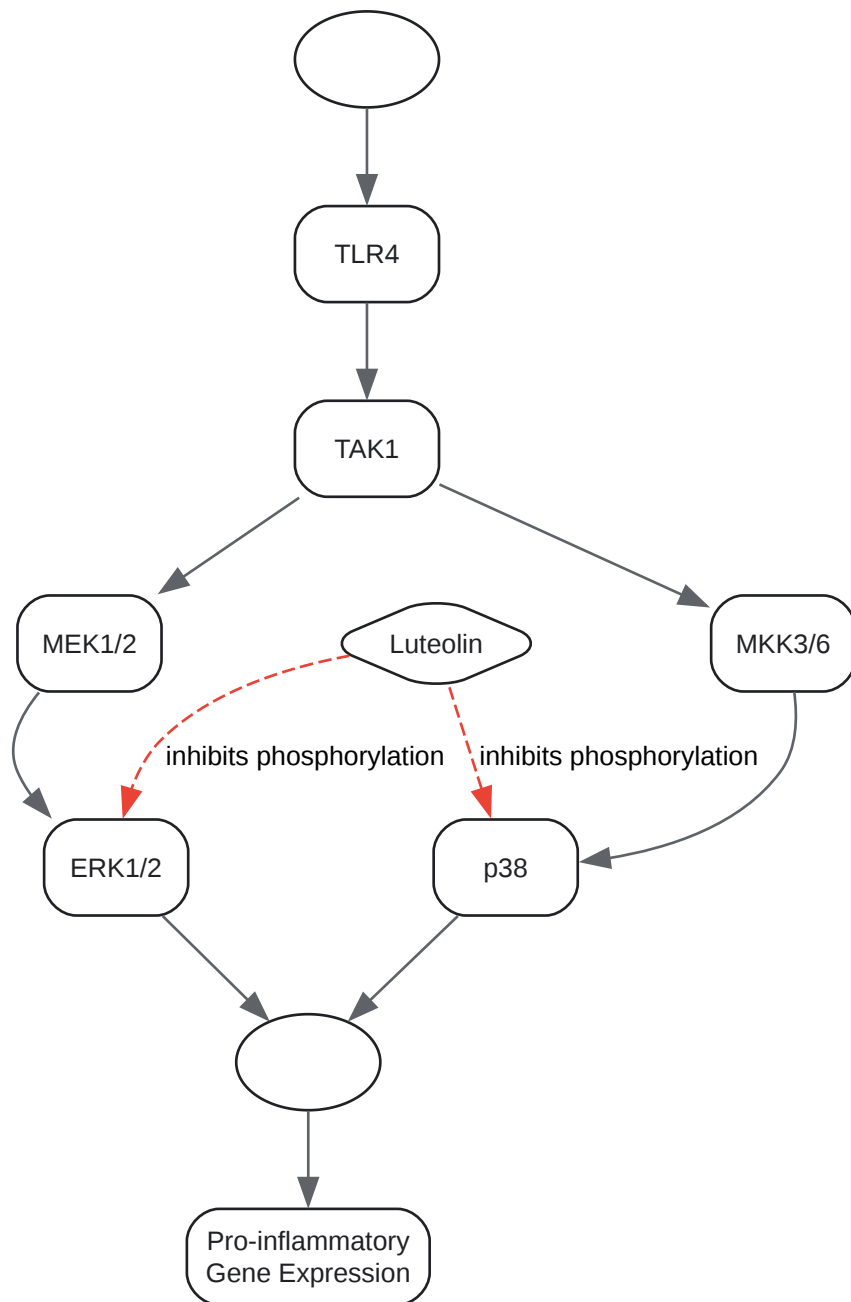 TLR4
TAK1
MEK1/2
Luteolin
MKK3/6
inhibits phosphorylation
inhibits phosphorylation
ERK1/2
p38
Pro-inflammatory
Gene Expression